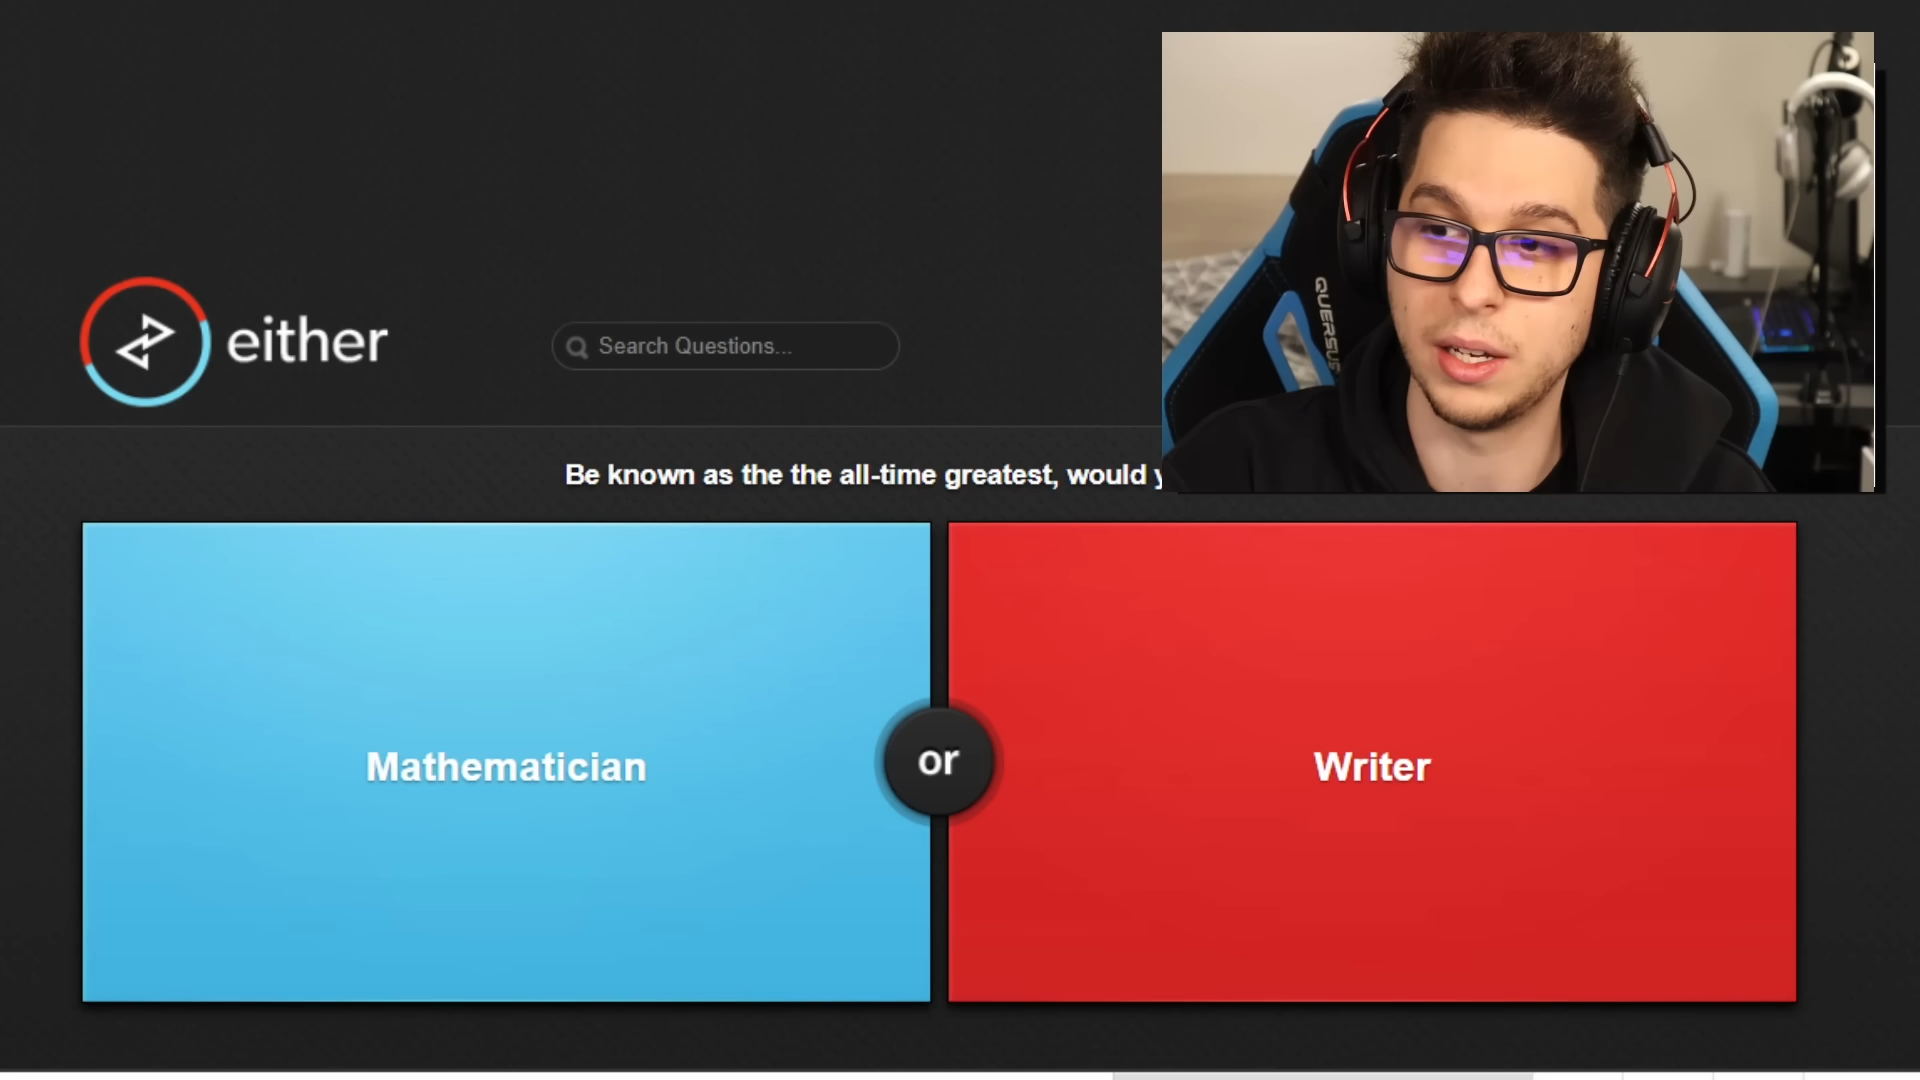 either
Search Questions...
Be known as the the all-time greatest, would
Mathematician
or
Writer
QUERSUS